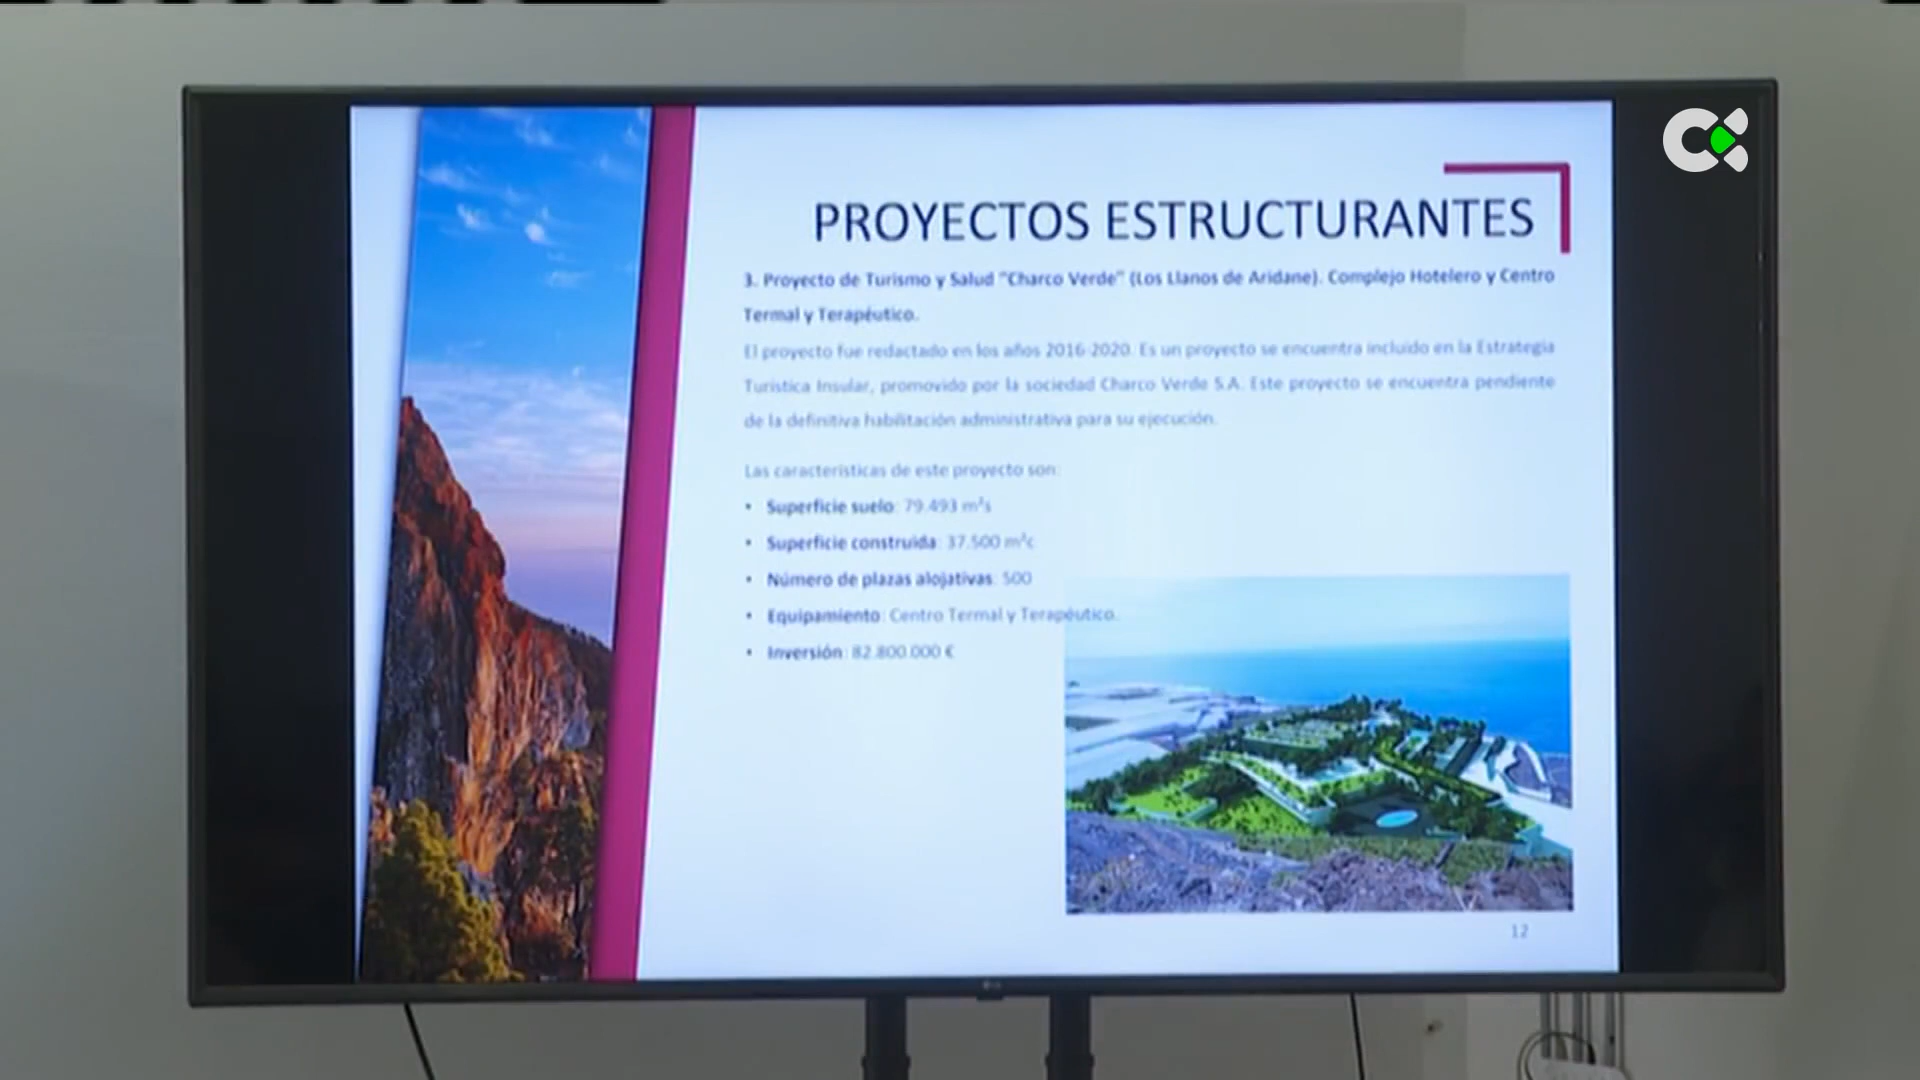 PROYECTOS ESTRUCTURANTES
3. Proyecto de Turismo y Salud "Charco Verde" (Los Llanos de Aridane). Complejo Hotelero y Centro
Termal y Terapéutico.
El proyecto fue redactado en los años 2016-2020. Es un proyecto se encuentra incluido en la Estrategia
Turística Insular, promovido por la sociedad Charco Verde S.A. Este proyecto se encuentra pendiente
de la definitiva habilitación administrativa para su ejecución.
Las características de este proyecto son:
• Superficie suelo: 79.493 m²s
• Superficie construida: 37.500 m²c
• Número de plazas alojativas: 500
• Equipamiento: Centro Termal y Terapéutico.
• Inversión: 82.800.000 €
12
LG